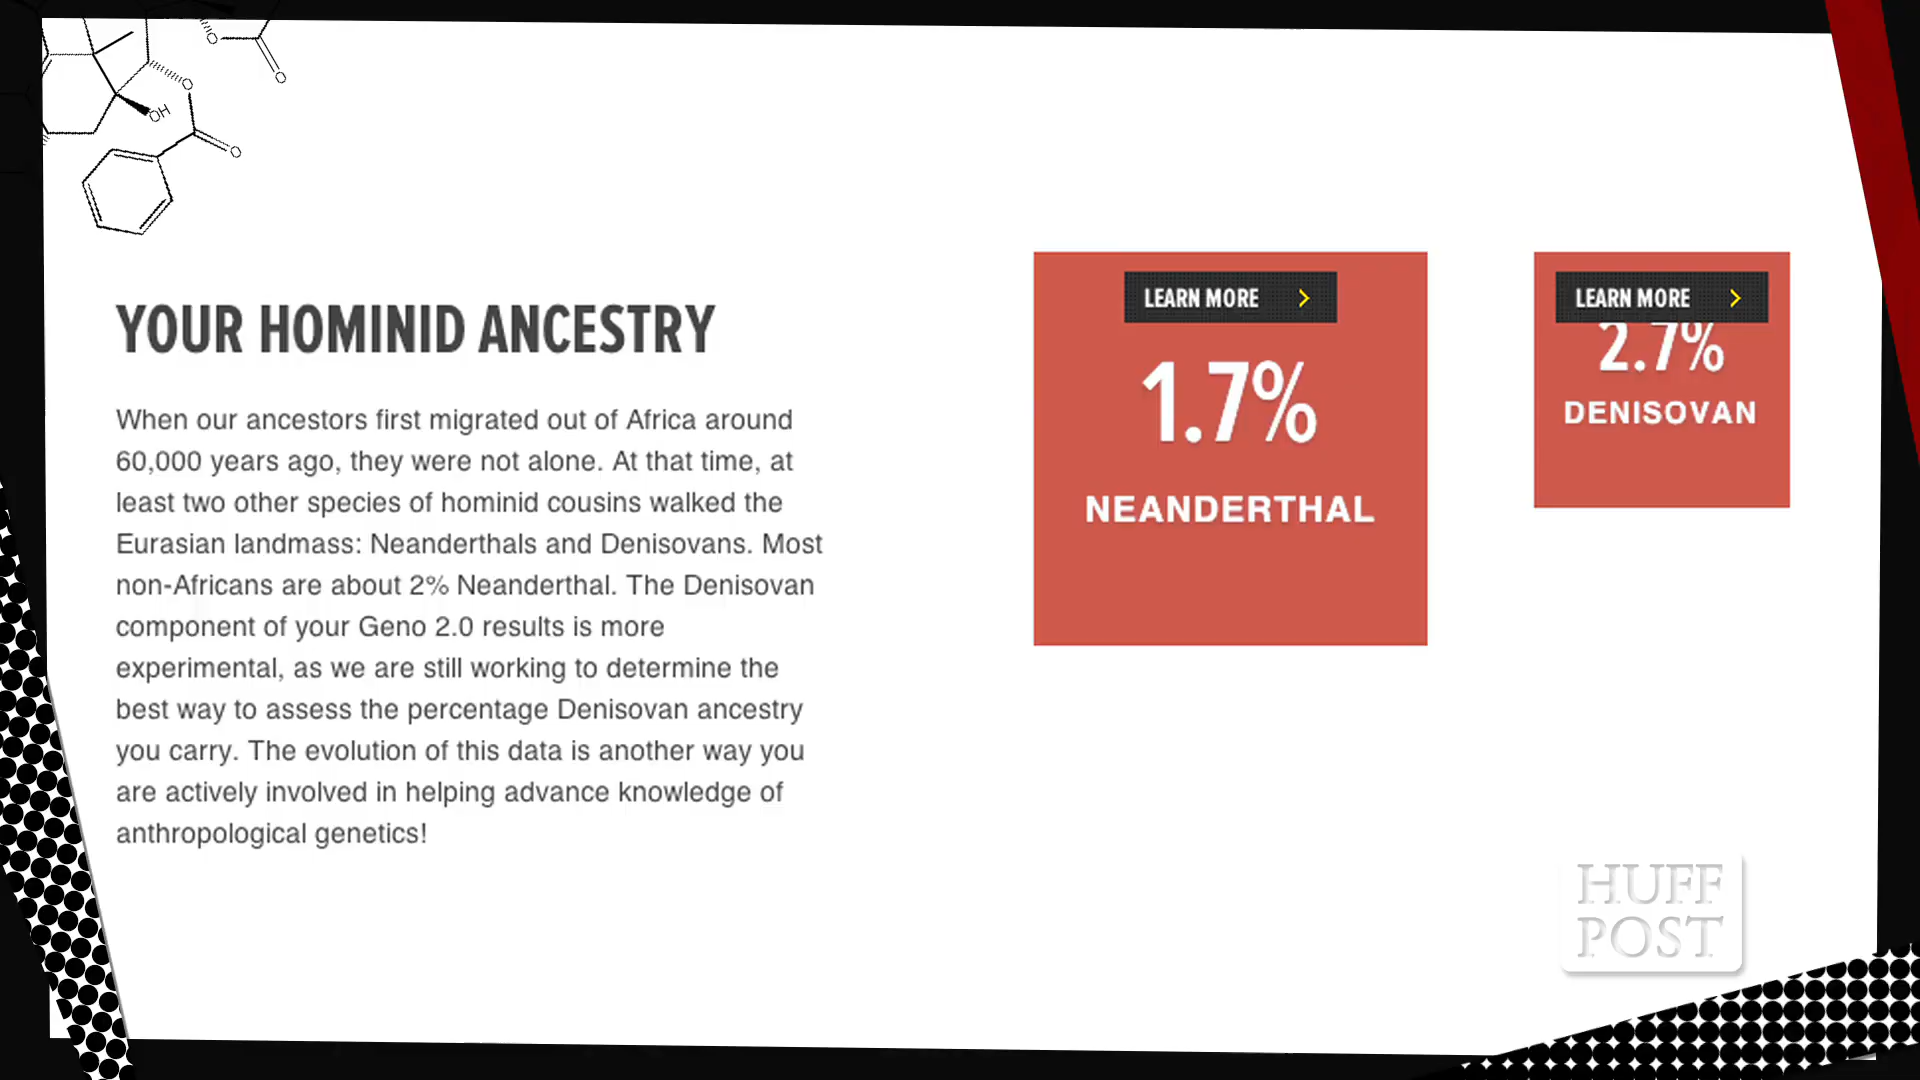 O
O
O
OH
O
YOUR HOMINID ANCESTRY
When our ancestors first migrated out of Africa around
60,000 years ago, they were not alone. At that time, at
least two other species of hominid cousins walked the
Eurasian landmass: Neanderthals and Denisovans. Most
non-Africans are about 2% Neanderthal. The Denisovan
component of your Geno 2.0 results is more
experimental, as we are still working to determine the
best way to assess the percentage Denisovan ancestry
you carry. The evolution of this data is another way you
are actively involved in helping advance knowledge of
anthropological genetics!
LEARN MORE >
1.7%
NEANDERTHAL
LEARN MORE >
2.7%
DENISOVAN
HUFF
POST